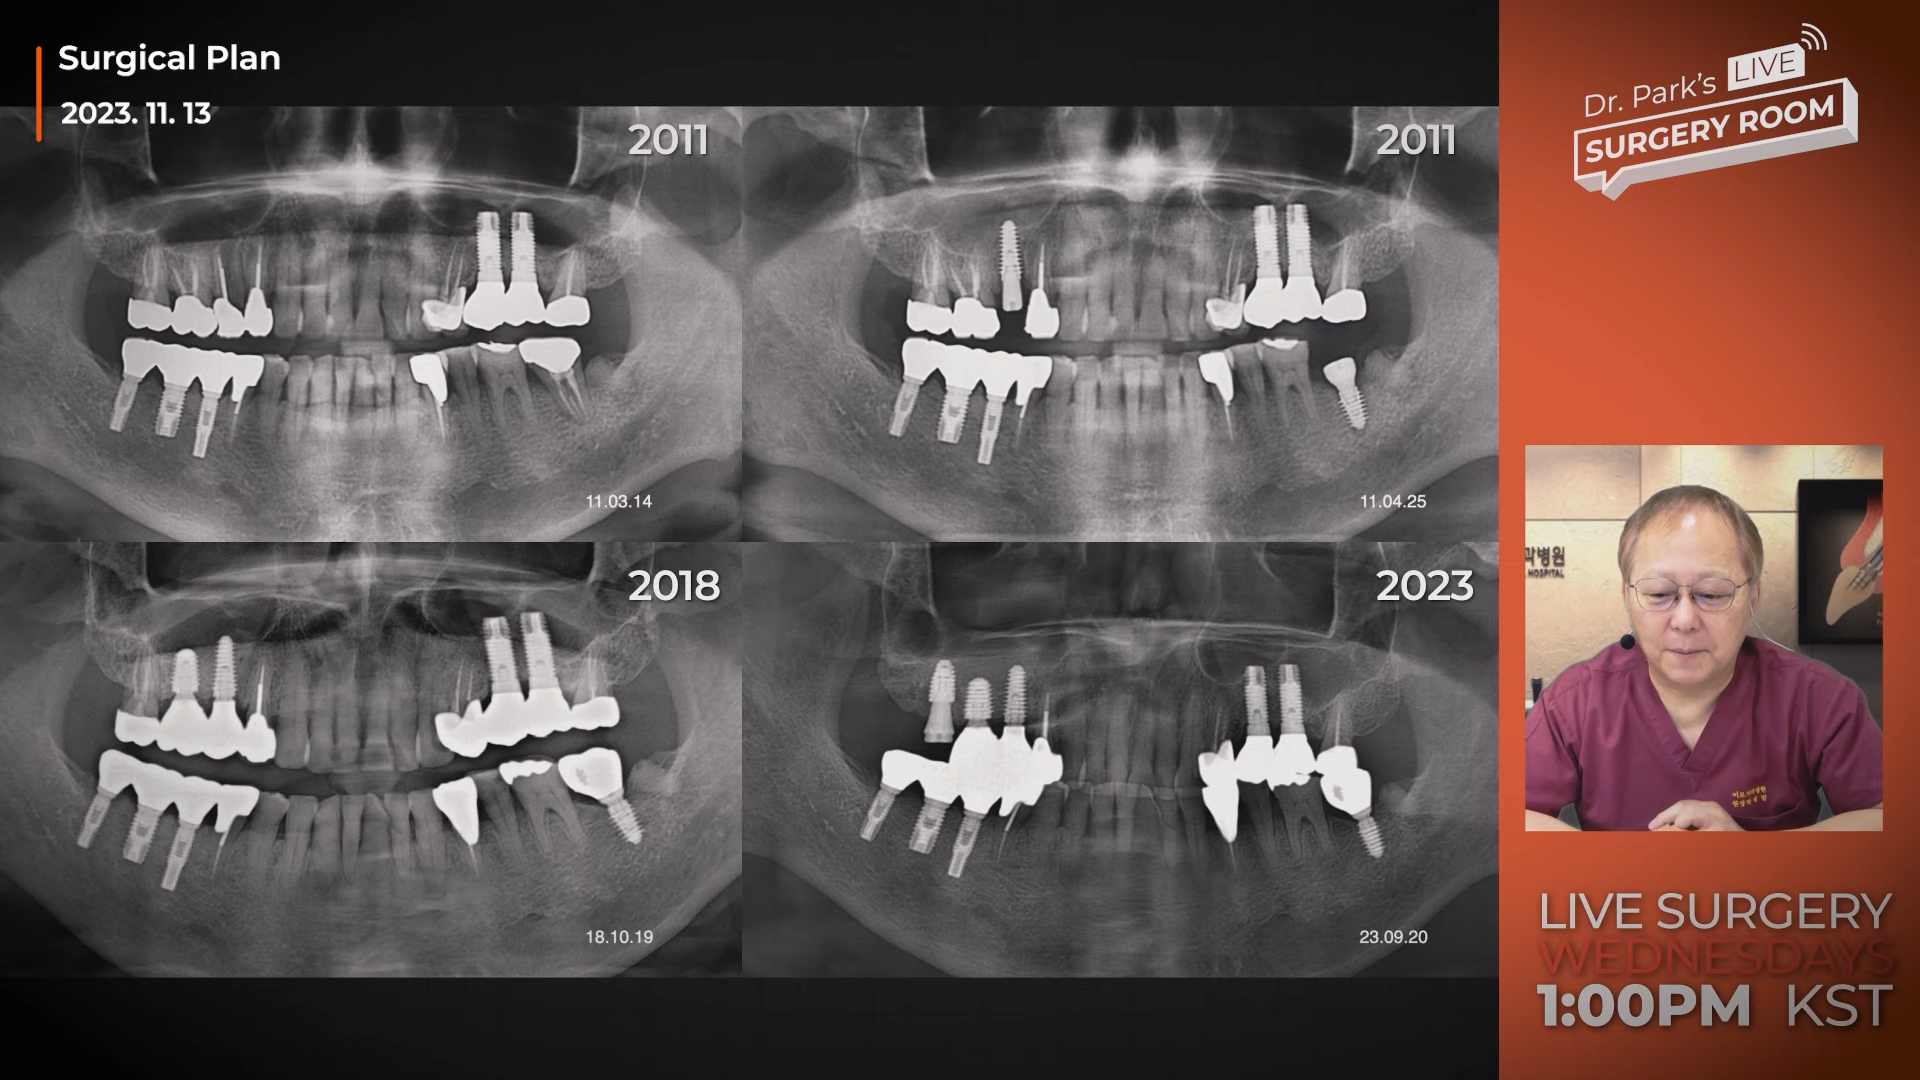 Surgical Plan
2023. 11. 13
2011
11.03.14
2011
11.04.25
2018
18.10.19
2023
23.09.20
Dr. Park's LIVE
SURGERY ROOM
HOSPITAL
LIVE SURGERY
WEDNESDAYS
1:00PM KST